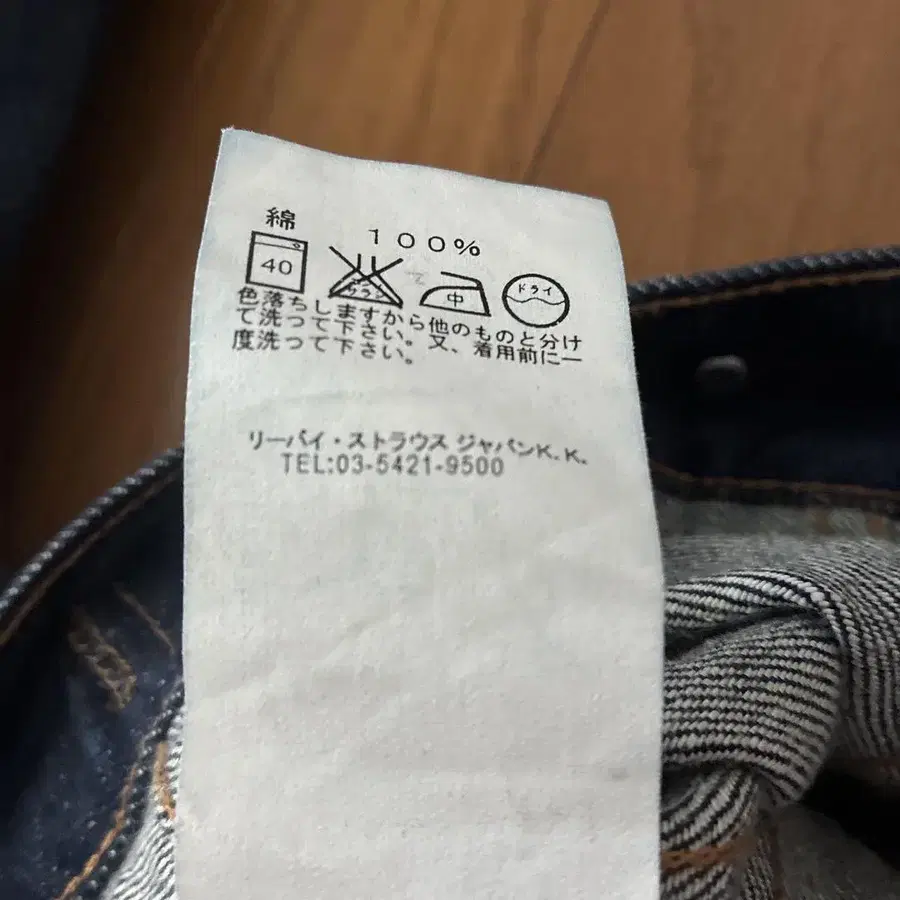 綿
100%
40
サラシ
中
ドライ
色落ちしますから他のものと分け
て洗って下さい。又、着用前に一
度洗って下さい。
リーバイ・ストラウス ジャパンK.K.
TEL:03-5421-9500